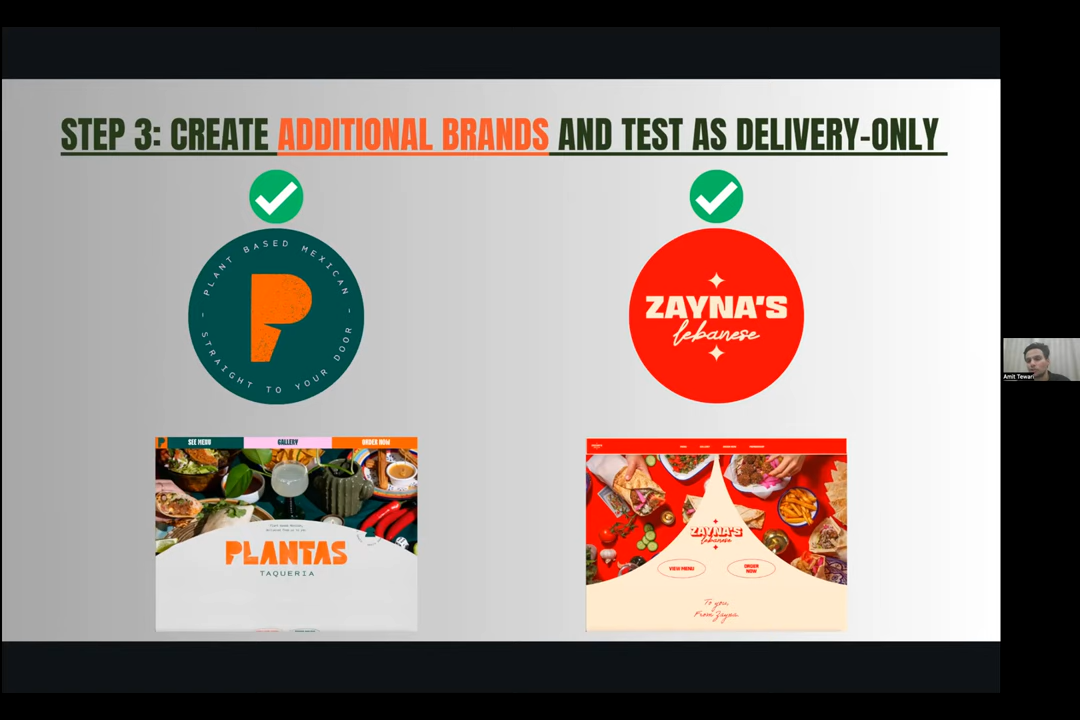 STEP 3: CREATE ADDITIONAL BRANDS AND TEST AS DELIVERY-ONLY
- PLANT BASED MEXICAN -
P
STRAIGHT TO YOUR DOOR
ZAYNA'S
lebanese
SEE MENU
GALLERY
ORDER NOW
PLANTAS
TAQUERIA
ZAYNA'S
lebanese
VIEW MENU
ORDER
NOW
To you,
From Zayna.
Amit Tewari